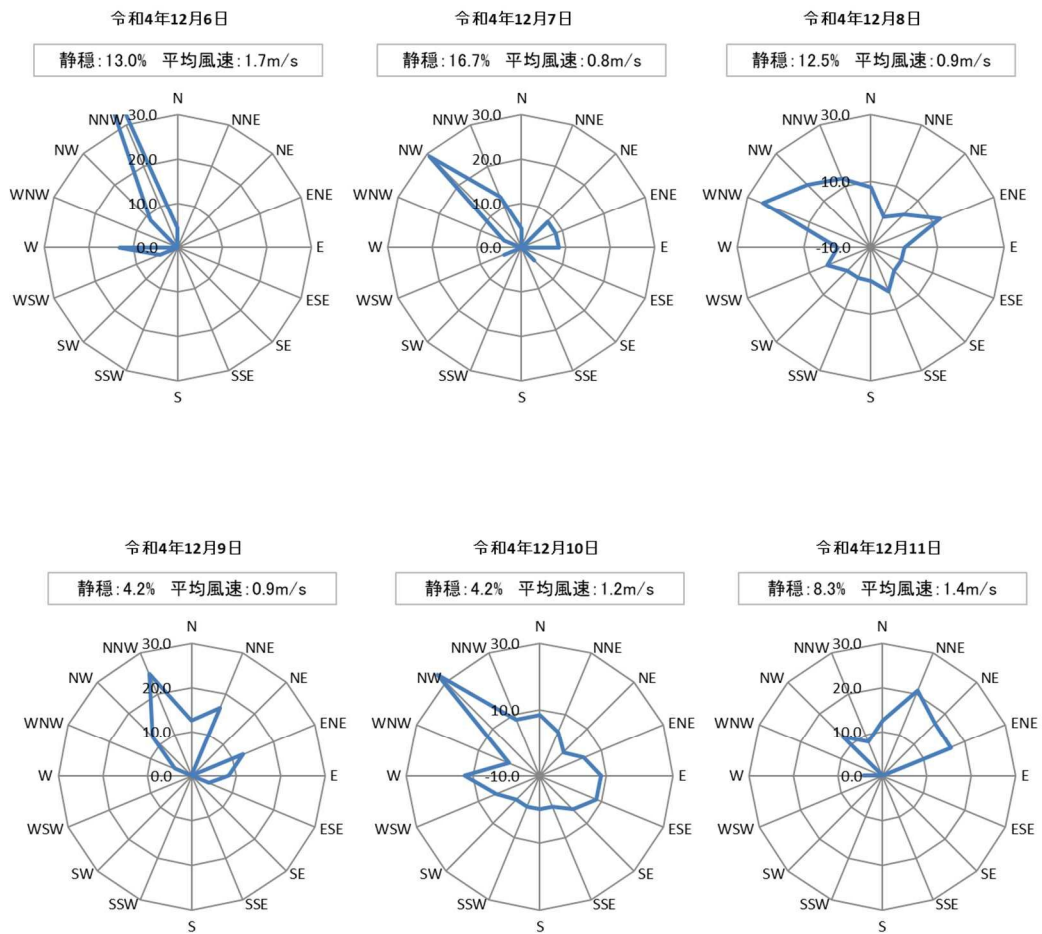 令和4年12月6日
静穏：13.0%　平均風速：1.7m/s
N
NNE
NE
ENE
E
ESE
SE
SSE
S
SSW
SW
WSW
W
WNW
NW
NNW
30.0
20.0
10.0
0.0
令和4年12月7日
静穏：16.7%　平均風速：0.8m/s
N
NNE
NE
ENE
E
ESE
SE
SSE
S
SSW
SW
WSW
W
WNW
NW
NNW
30.0
20.0
10.0
0.0
令和4年12月8日
静穏：12.5%　平均風速：0.9m/s
N
NNE
NE
ENE
E
ESE
SE
SSE
S
SSW
SW
WSW
W
WNW
NW
NNW
30.0
10.0
-10.0
令和4年12月9日
静穏：4.2%　平均風速：0.9m/s
N
NNE
NE
ENE
E
ESE
SE
SSE
S
SSW
SW
WSW
W
WNW
NW
NNW
30.0
20.0
10.0
0.0
令和4年12月10日
静穏：4.2%　平均風速：1.2m/s
N
NNE
NE
ENE
E
ESE
SE
SSE
S
SSW
SW
WSW
W
WNW
NW
NNW
30.0
10.0
-10.0
令和4年12月11日
静穏：8.3%　平均風速：1.4m/s
N
NNE
NE
ENE
E
ESE
SE
SSE
S
SSW
SW
WSW
W
WNW
NW
NNW
30.0
20.0
10.0
0.0